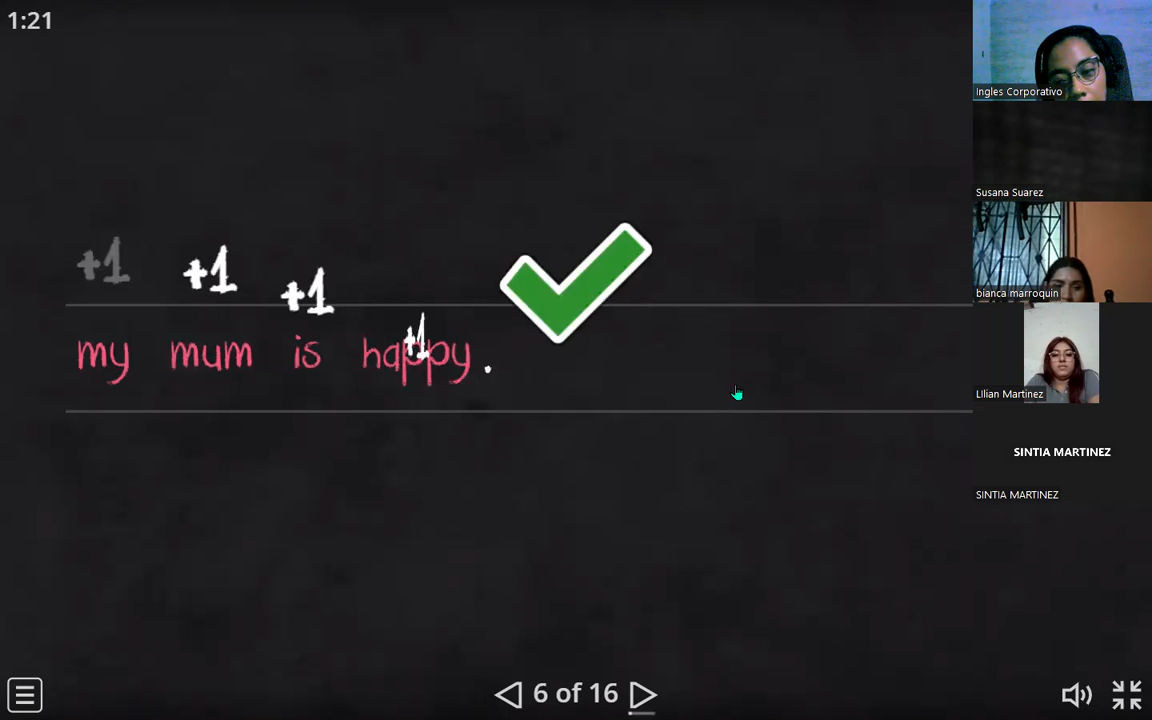 1:21
Ingles Corporativo
Susana Suarez
+1 +1 +1 +1
bianca marroquin
my mum is happy .
LIlian Martinez
SINTIA MARTINEZ
SINTIA MARTINEZ
6 of 16